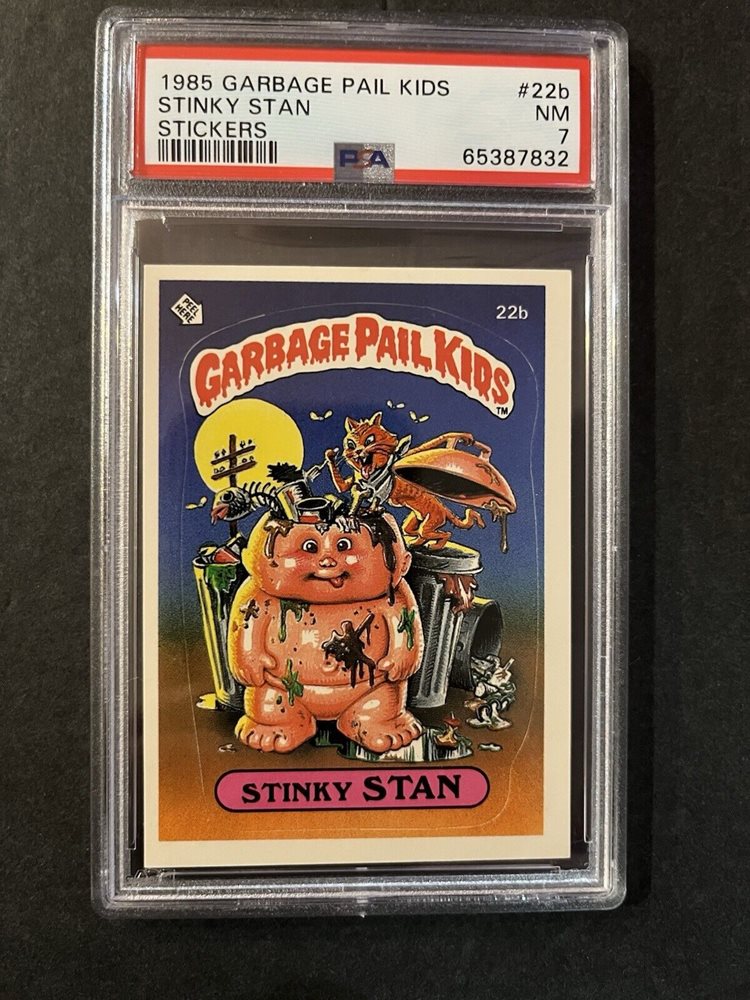 1985 GARBAGE PAIL KIDS #22b
STINKY STAN NM
STICKERS 7
PSA 65387832
PEEL HERE
22b
GARBAGE PAIL KIDS
TM
STINKY STAN